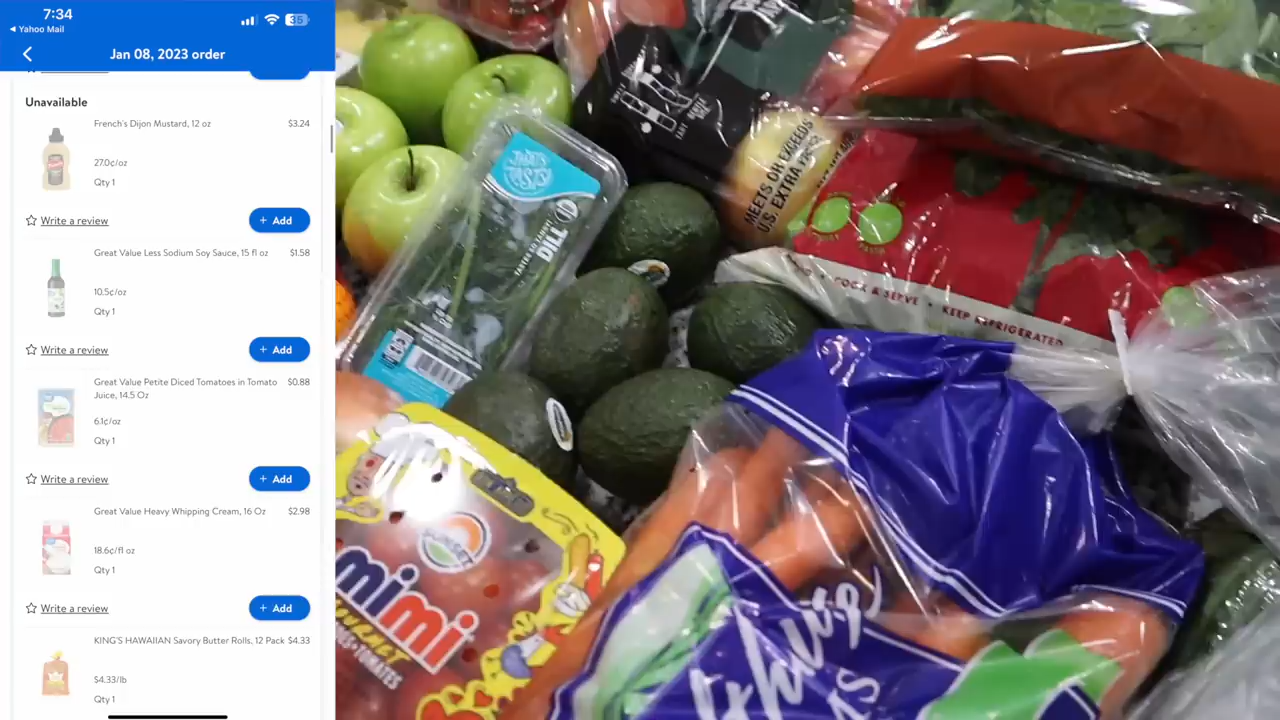 7:34
35
Yahoo Mail
Jan 08, 2023 order
Unavailable
French's Dijon Mustard, 12 oz
$3.24
27.0¢/oz
Qty 1
Write a review
+ Add
Great Value Less Sodium Soy Sauce, 15 fl oz
$1.58
10.5¢/oz
Qty 1
Write a review
+ Add
Great Value Petite Diced Tomatoes in Tomato
$0.88
Juice, 14.5 Oz
6.1¢/oz
Qty 1
Write a review
+ Add
Great Value Heavy Whipping Cream, 16 Oz
$2.98
18.6¢/fl oz
Qty 1
Write a review
+ Add
KING'S HAWAIIAN Savory Butter Rolls, 12 Pack
$4.33
$4.33/lb
Qty 1
DILL
MEETS OR EXCEEDS
U.S. EXTRA
COOK & SERVE • KEEP REFRIGERATED
SUNSET
mimi
TOMATOES